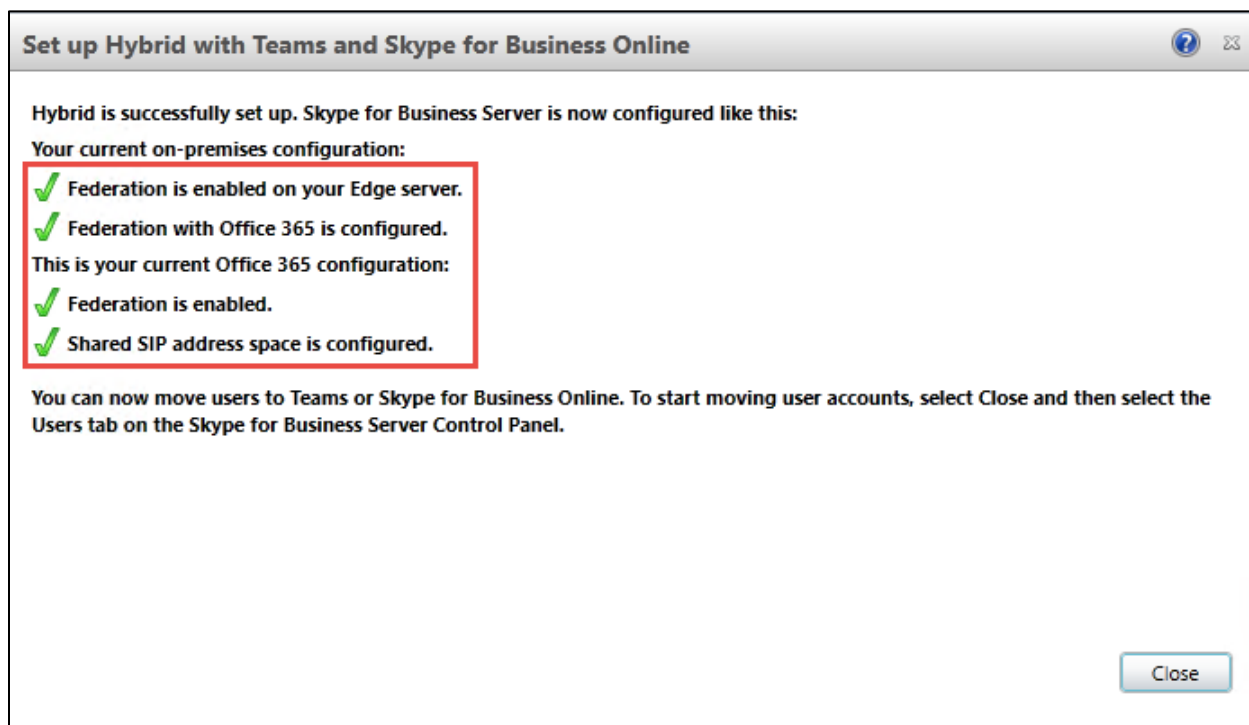 Set up Hybrid with Teams and Skype for Business Online
Hybrid is successfully set up. Skype for Business Server is now configured like this:
Your current on-premises configuration:
Federation is enabled on your Edge server.
Federation with Office 365 is configured.
This is your current Office 365 configuration:
Federation is enabled.
Shared SIP address space is configured.
You can now move users to Teams or Skype for Business Online. To start moving user accounts, select Close and then select the
Users tab on the Skype for Business Server Control Panel.
Close